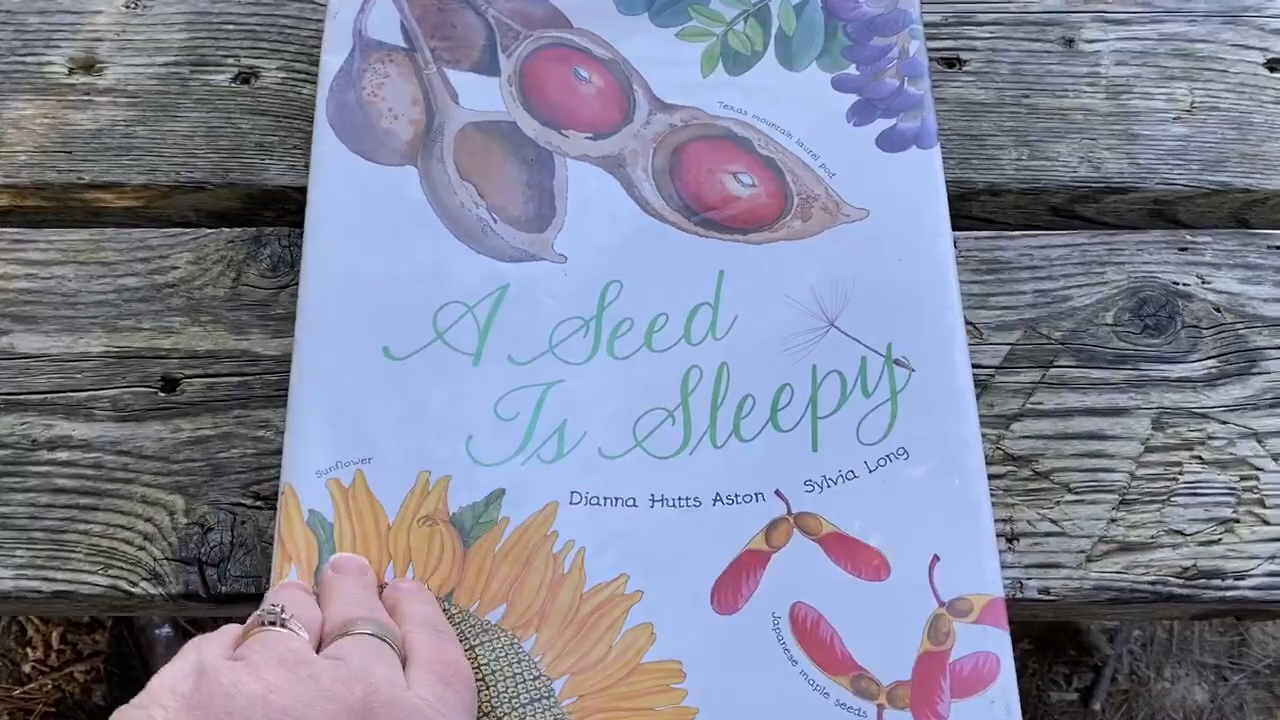 Texas mountain laurel pod
A Seed
Is Sleepy
Sunflower
Dianna Hutts Aston
Sylvia Long
Japanese maple seeds